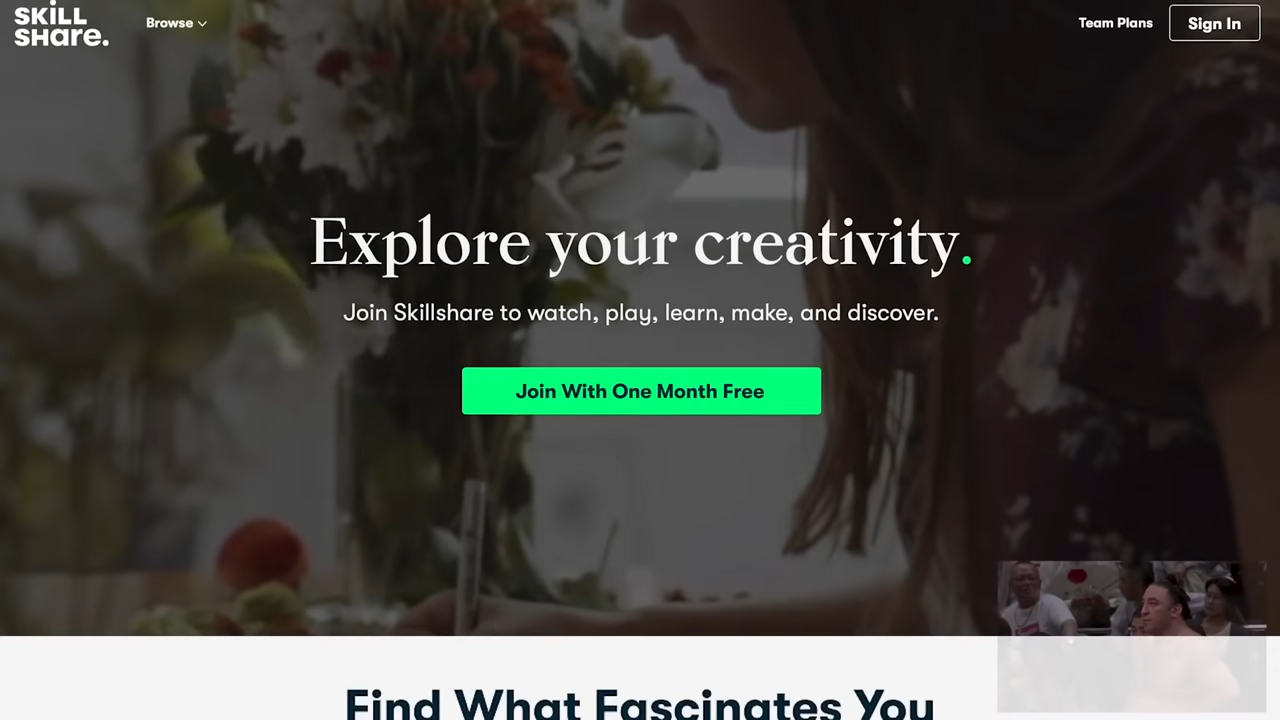 SKiLL
SHare.
Browse
Team Plans
Sign In
Explore your creativity.
Join Skillshare to watch, play, learn, make, and discover.
Join With One Month Free
Find What Fascinates You